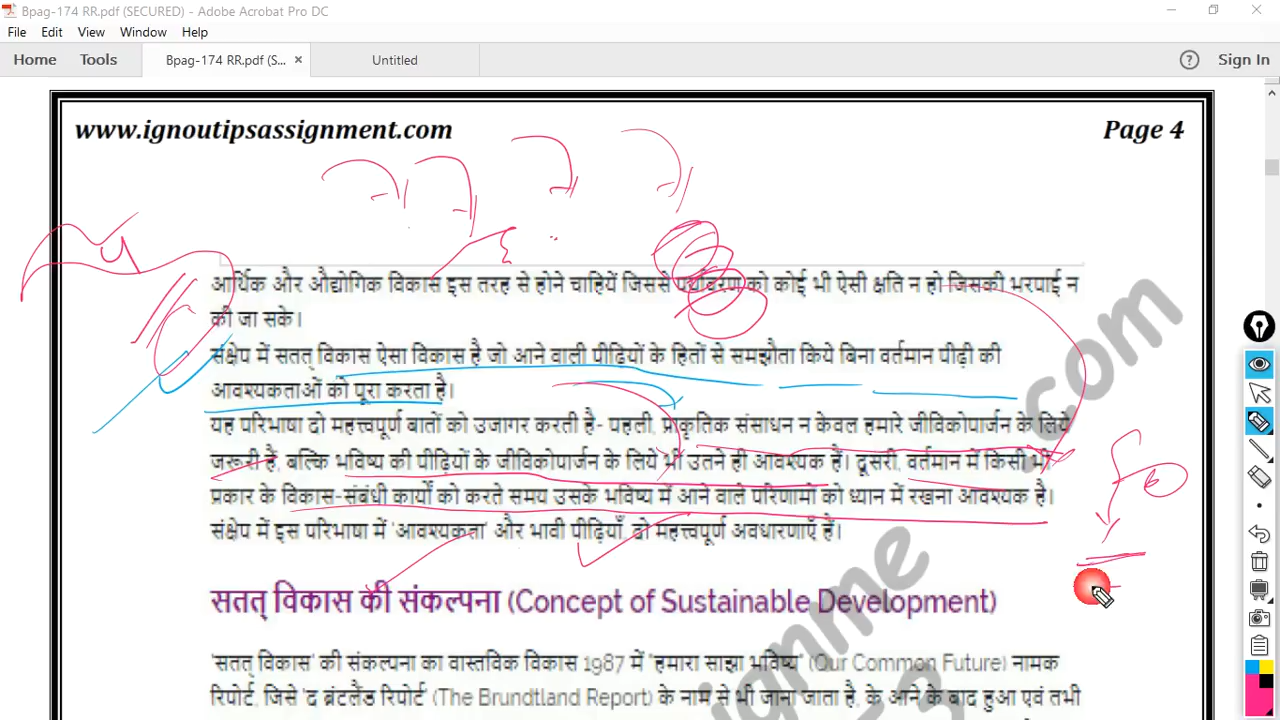 Bpag-174 RR.pdf (SECURED) - Adobe Acrobat Pro DC
File Edit View Window Help
Home Tools Bpag-174 RR.pdf (S... × Untitled Sign In
www.ignoutipsassignment.com Page 4
आर्थिक और औद्योगिक विकास इस तरह से होने चाहियें जिससे पर्यावरण को कोई भी ऐसी क्षति न हो जिसकी भरपाई न
की जा सके।
संक्षेप में सतत् विकास ऐसा विकास है जो आने वाली पीढ़ियों के हितों से समझौता किये बिना वर्तमान पीढ़ी की
आवश्यकताओं को पूरा करता है।
यह परिभाषा दो महत्त्वपूर्ण बातों को उजागर करती है- पहली, प्राकृतिक संसाधन न केवल हमारे जीविकोपार्जन के लिये
जरूरी हैं, बल्कि भविष्य की पीढ़ियों के जीविकोपार्जन के लिये भी उतने ही आवश्यक हैं। दूसरी, वर्तमान में किसी भी
प्रकार के विकास-संबंधी कार्यों को करते समय उसके भविष्य में आने वाले परिणामों को ध्यान में रखना आवश्यक है।
संक्षेप में इस परिभाषा में 'आवश्यकता' और भावी पीढ़ियाँ, दो महत्त्वपूर्ण अवधारणाएँ हैं।
सतत् विकास की संकल्पना (Concept of Sustainable Development)
'सतत् विकास' की संकल्पना का वास्तविक विकास 1987 में "हमारा साझा भविष्य" (Our Common Future) नामक
रिपोर्ट, जिसे 'द ब्रंटलैंड रिपोर्ट' (The Brundtland Report) के नाम से भी जाना जाता है, के आने के बाद हुआ एवं तभी